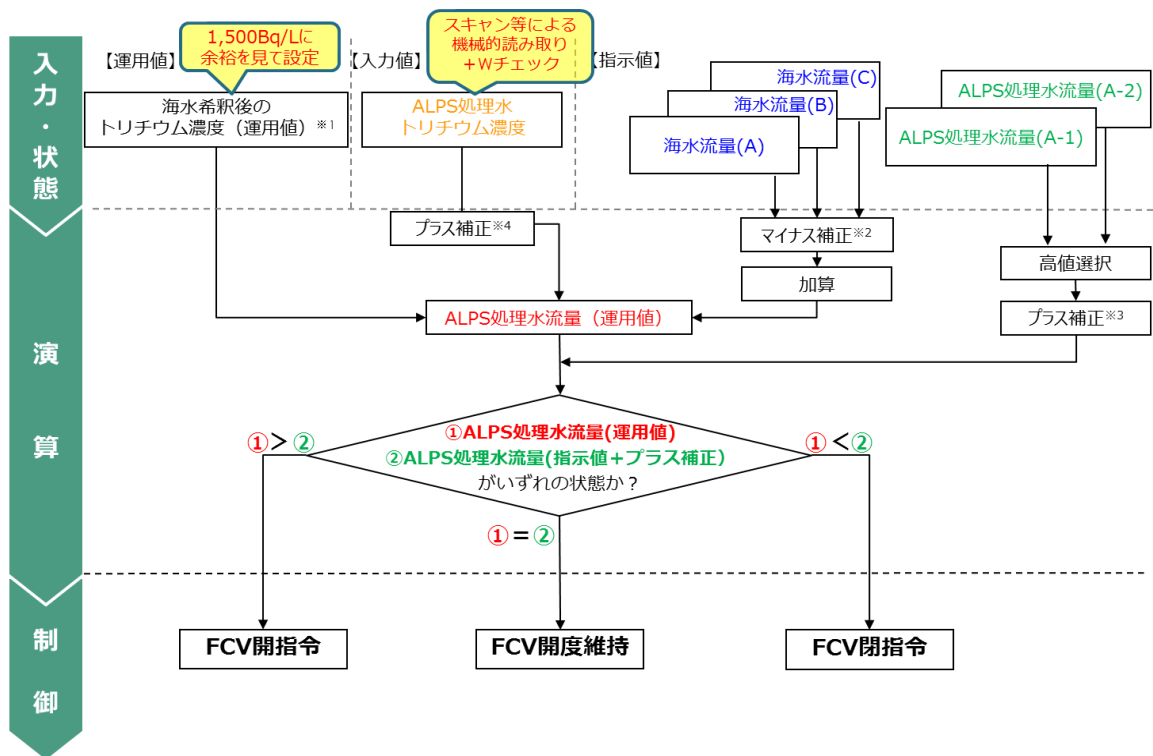 入力・状態
【運用値】
1,500Bq/Lに
余裕を見て設定
【入力値】
スキャン等による
機械的読み取り
+Wチェック
【指示値】
海水希釈後の
トリチウム濃度（運用値）※1
ALPS処理水
トリチウム濃度
海水流量(C)
海水流量(B)
海水流量(A)
ALPS処理水流量(A-2)
ALPS処理水流量(A-1)
演算
プラス補正※4
マイナス補正※2
高値選択
加算
ALPS処理水流量（運用値）
プラス補正※3
①ALPS処理水流量(運用値)
②ALPS処理水流量(指示値＋プラス補正）
がいずれの状態か？
①＞②
①＜②
①＝②
制御
FCV開指令
FCV開度維持
FCV閉指令